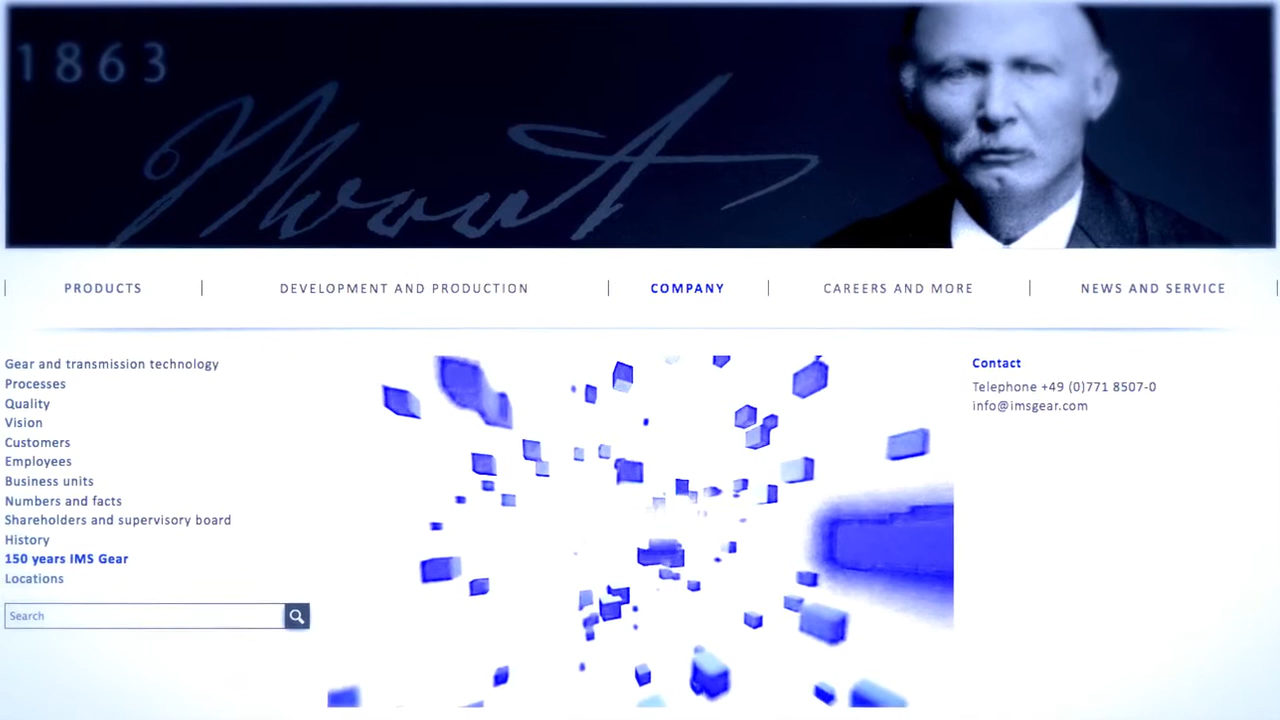 1863
PRODUCTS
DEVELOPMENT AND PRODUCTION
COMPANY
CAREERS AND MORE
NEWS AND SERVICE
Gear and transmission technology
Processes
Quality
Vision
Customers
Employees
Business units
Numbers and facts
Shareholders and supervisory board
History
150 years IMS Gear
Locations
Search
Contact
Telephone +49 (0)771 8507-0
info@imsgear.com